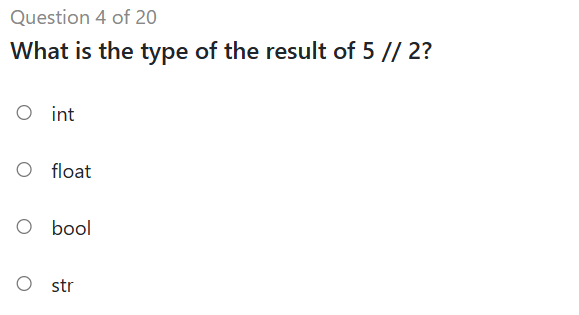 Question 4 of 20
What is the type of the result of 5 // 2?
int
float
bool
str